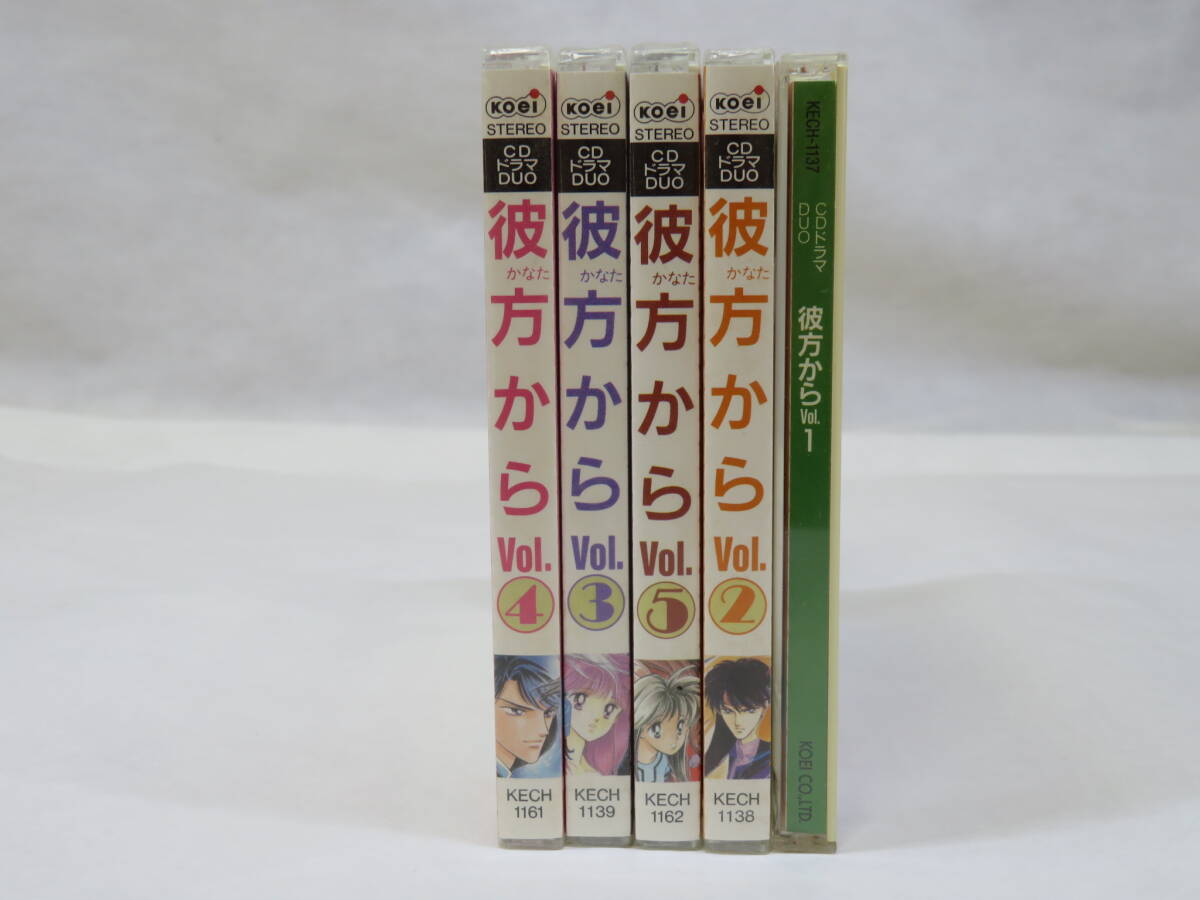 Koei
STEREO
CD
ドラマ
DUO
彼方から
かなた
Vol.
4
KECH
1161
Koei
STEREO
CD
ドラマ
DUO
彼方から
かなた
Vol.
3
KECH
1139
Koei
STEREO
CD
ドラマ
DUO
彼方から
かなた
Vol.
5
KECH
1162
Koei
STEREO
CD
ドラマ
DUO
彼方から
かなた
Vol.
2
KECH
1138
KECH-1137
CDドラマ
DUO
彼方から Vol. 1
KOEI CO.,LTD.